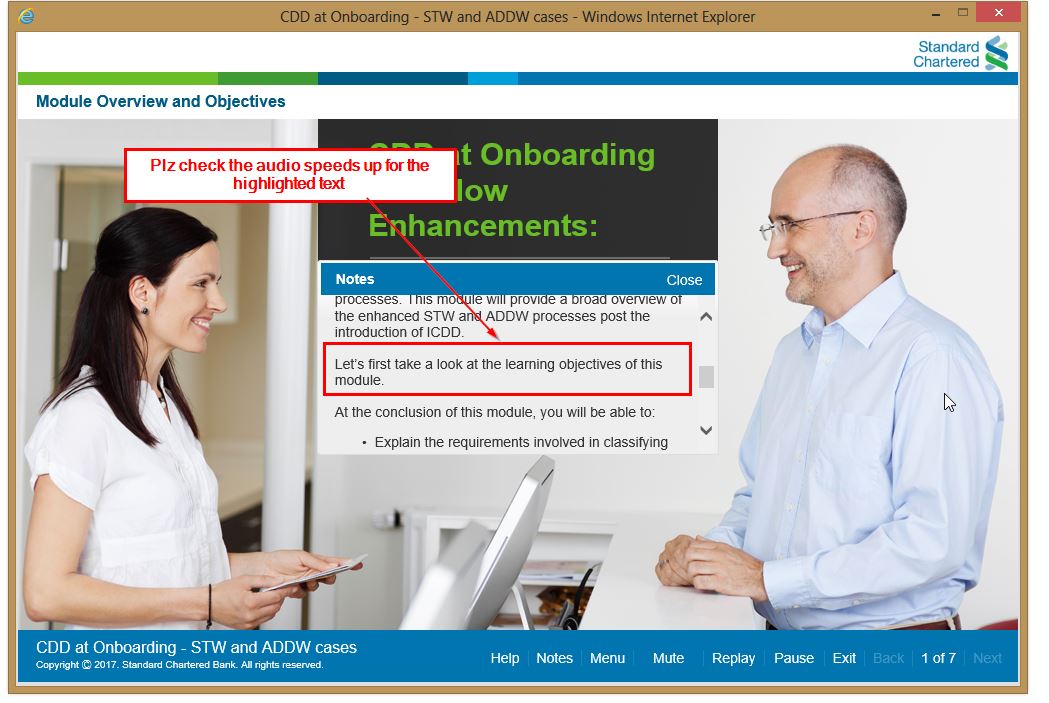 CDD at Onboarding - STW and ADDW cases - Windows Internet Explorer
Standard
Chartered
Module Overview and Objectives
at Onboarding
Enhancements:
Plz check the audio speeds up for the
highlighted text
Notes
Close
processes. This module will provide a broad overview of
the enhanced STW and ADDW processes post the
introduction of ICDD.
Let's first take a look at the learning objectives of this
module.
At the conclusion of this module, you will be able to:
• Explain the requirements involved in classifying
CDD at Onboarding - STW and ADDW cases
Copyright © 2017. Standard Chartered Bank. All rights reserved.
Help Notes Menu Mute Replay Pause Exit Back 1 of 7 Next